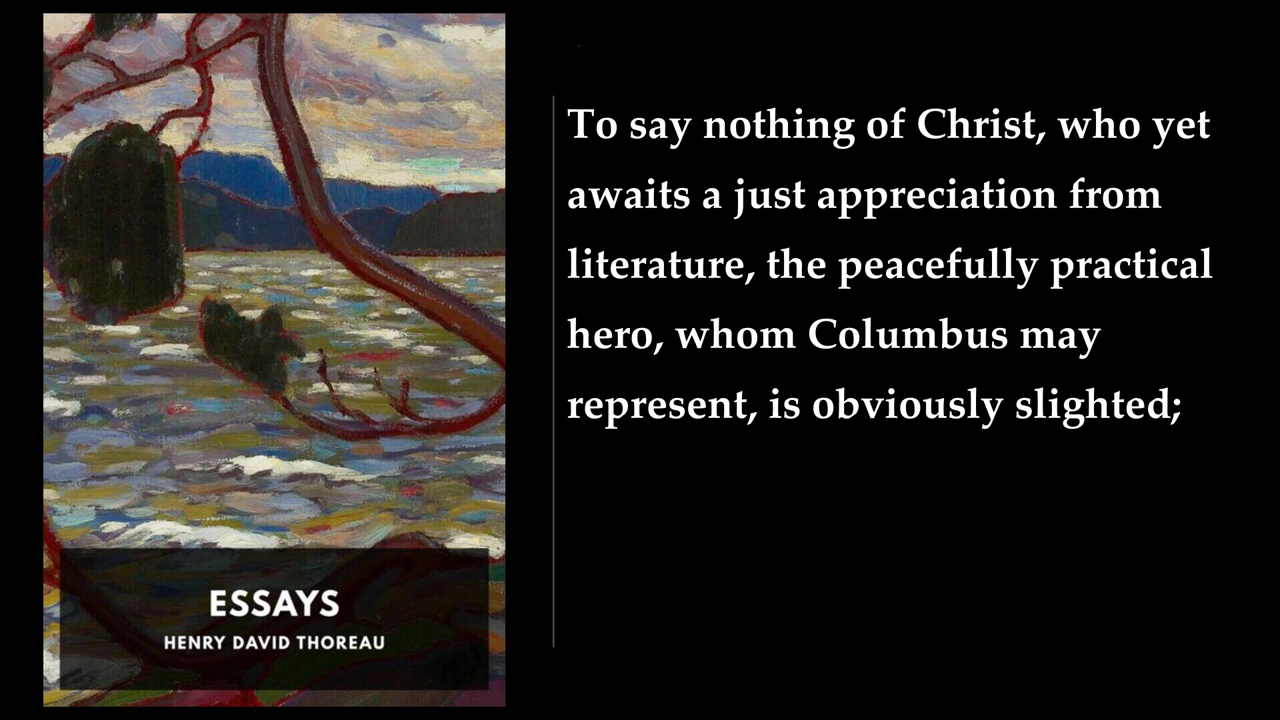 To say nothing of Christ, who yet
awaits a just appreciation from
literature, the peacefully practical
hero, whom Columbus may
represent, is obviously slighted;
ESSAYS
HENRY DAVID THOREAU